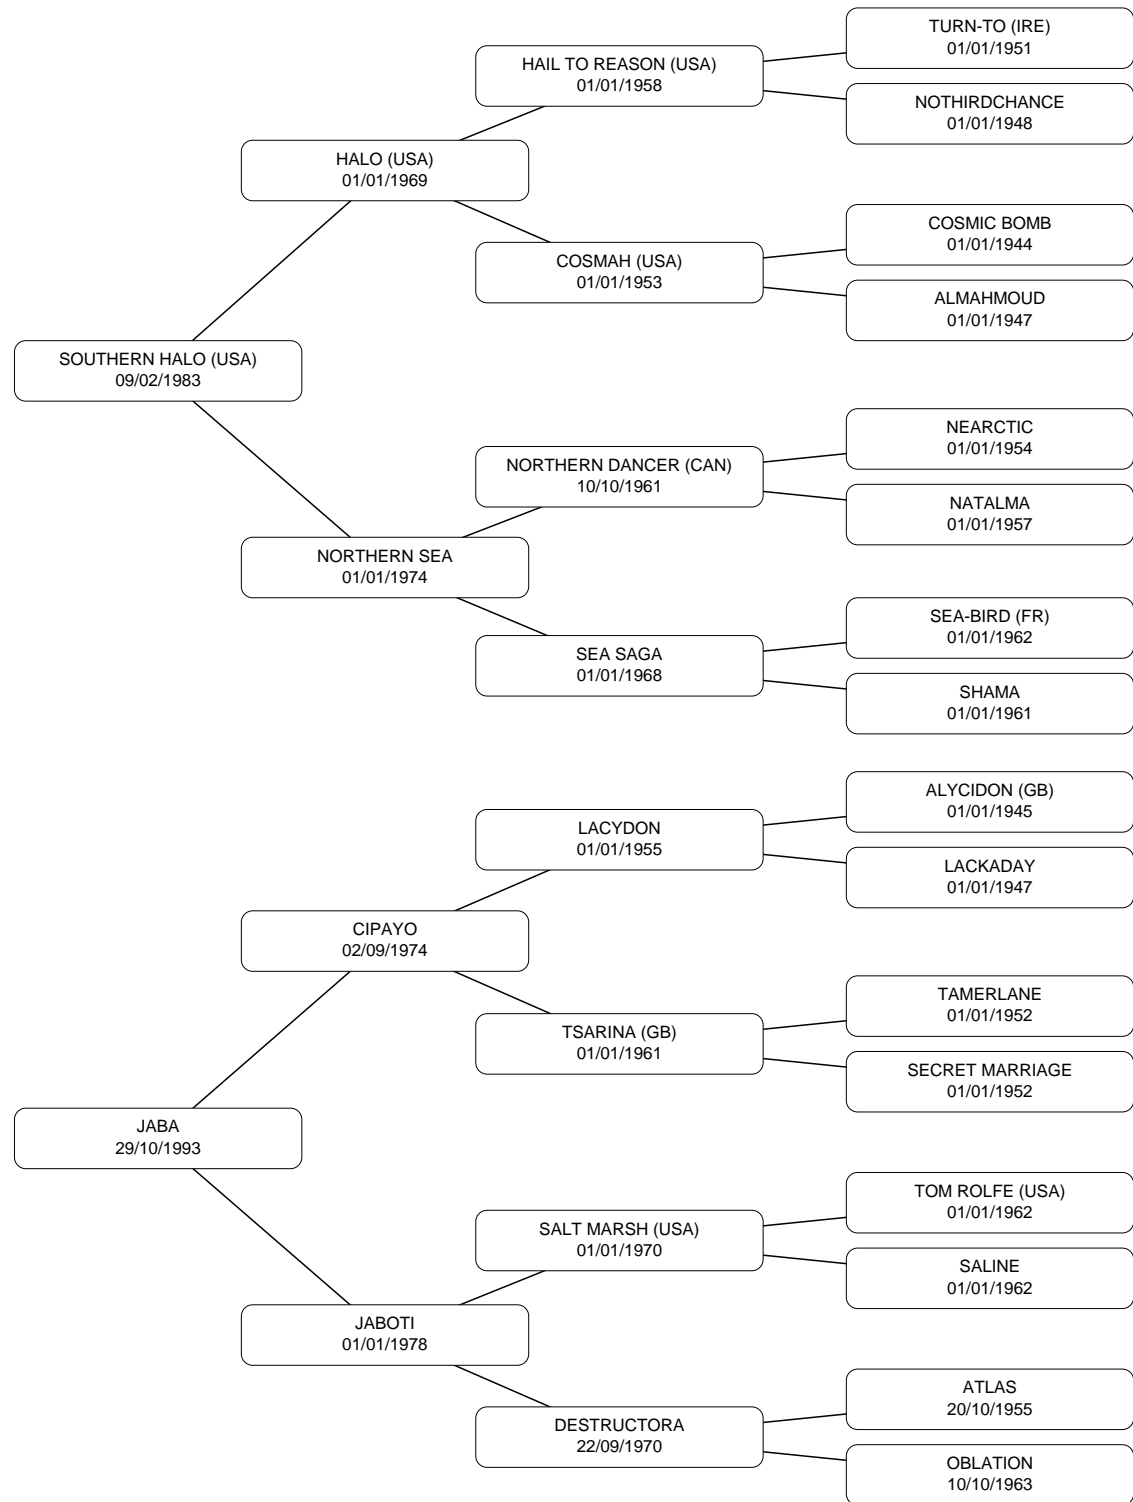 TURN-TO (IRE)
01/01/1951
HAIL TO REASON (USA)
01/01/1958
NOTHIRDCHANCE
01/01/1948
HALO (USA)
01/01/1969
COSMIC BOMB
01/01/1944
COSMAH (USA)
01/01/1953
ALMAHMOUD
01/01/1947
SOUTHERN HALO (USA)
09/02/1983
NEARCTIC
01/01/1954
NORTHERN DANCER (CAN)
10/10/1961
NATALMA
01/01/1957
NORTHERN SEA
01/01/1974
SEA-BIRD (FR)
01/01/1962
SEA SAGA
01/01/1968
SHAMA
01/01/1961
ALYCIDON (GB)
01/01/1945
LACYDON
01/01/1955
LACKADAY
01/01/1947
CIPAYO
02/09/1974
TAMERLANE
01/01/1952
TSARINA (GB)
01/01/1961
SECRET MARRIAGE
01/01/1952
JABA
29/10/1993
TOM ROLFE (USA)
01/01/1962
SALT MARSH (USA)
01/01/1970
SALINE
01/01/1962
JABOTI
01/01/1978
ATLAS
20/10/1955
DESTRUCTORA
22/09/1970
OBLATION
10/10/1963